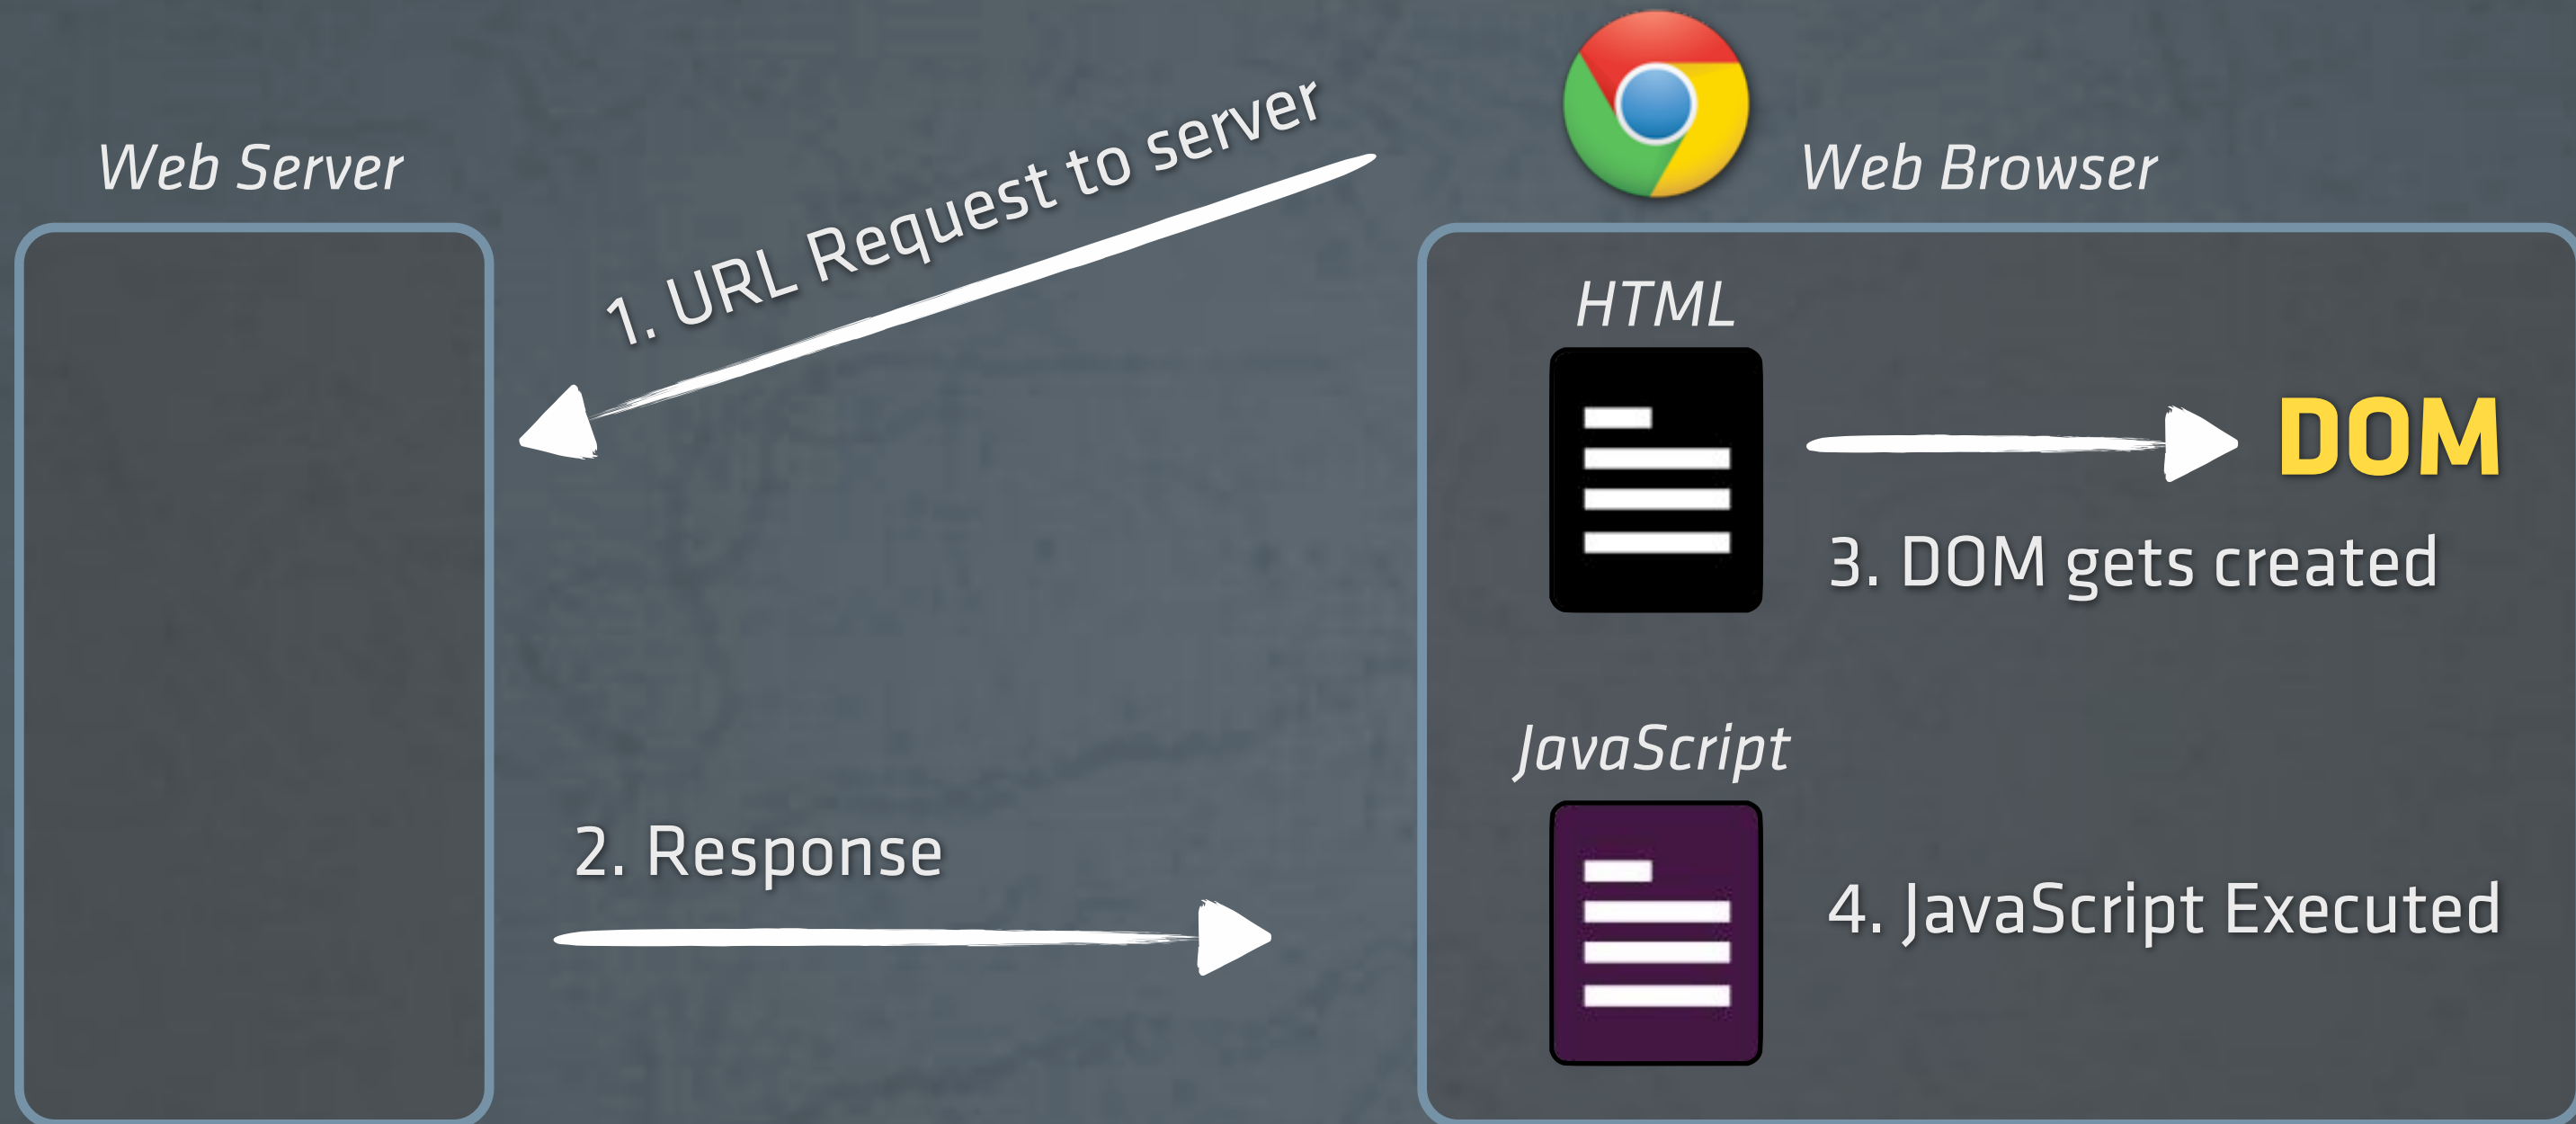 Web Server
1. URL Request to server
Web Browser
HTML
DOM
3. DOM gets created
JavaScript
2. Response
4. JavaScript Executed